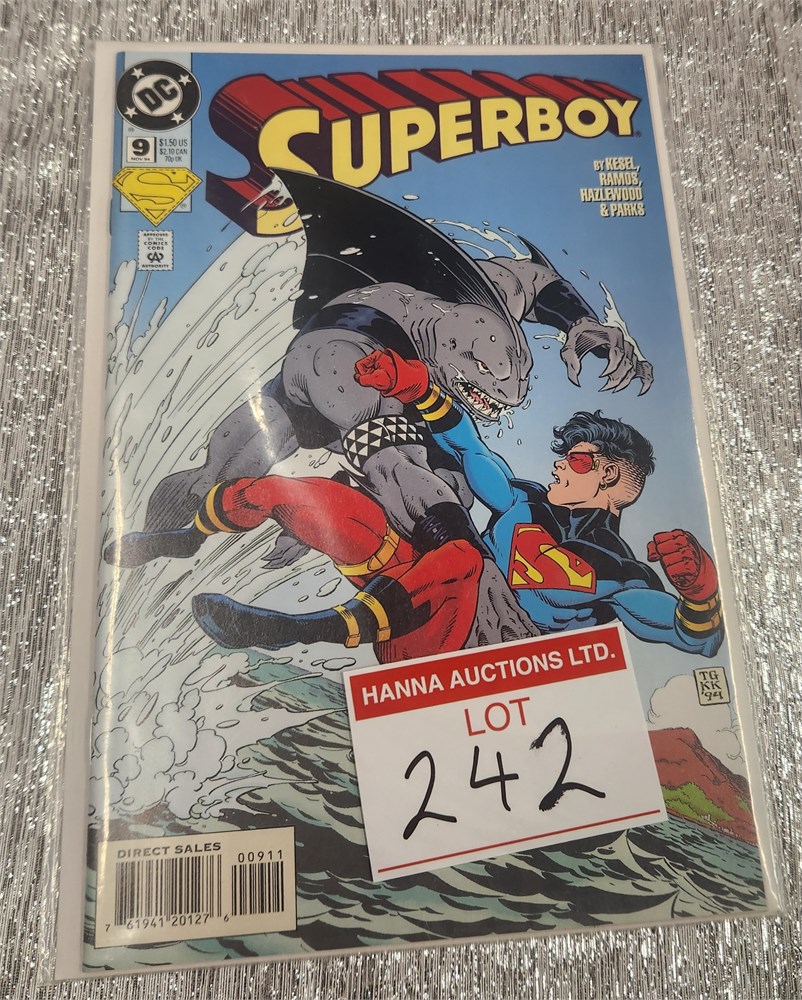 DC
SUPERBOY
9
NOV 94
$1.50 US
$2.10 CAN
70p UK
BY KESEL,
RAMOS,
HAZLEWOOD
& PARKS
S
APPROVED
BY THE
COMICS
CODE
CA
AUTHORITY
S
TG
KK
'94
HANNA AUCTIONS LTD.
LOT
242
DIRECT SALES
00911
7 61941 20127 6